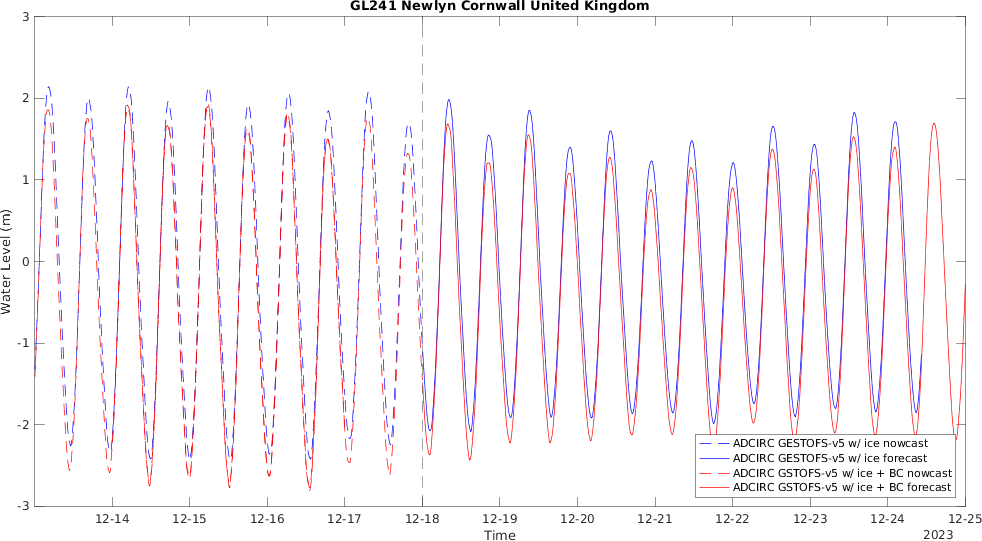 GL241 Newlyn Cornwall United Kingdom
3
2
1
0
-1
-2
-3
Water Level (m)
12-14
12-15
12-16
12-17
12-18
12-19
12-20
12-21
12-22
12-23
12-24
12-25
Time
2023
ADCIRC GESTOFS-v5 w/ ice nowcast
ADCIRC GESTOFS-v5 w/ ice forecast
ADCIRC GSTOFS-v5 w/ ice + BC nowcast
ADCIRC GSTOFS-v5 w/ ice + BC forecast